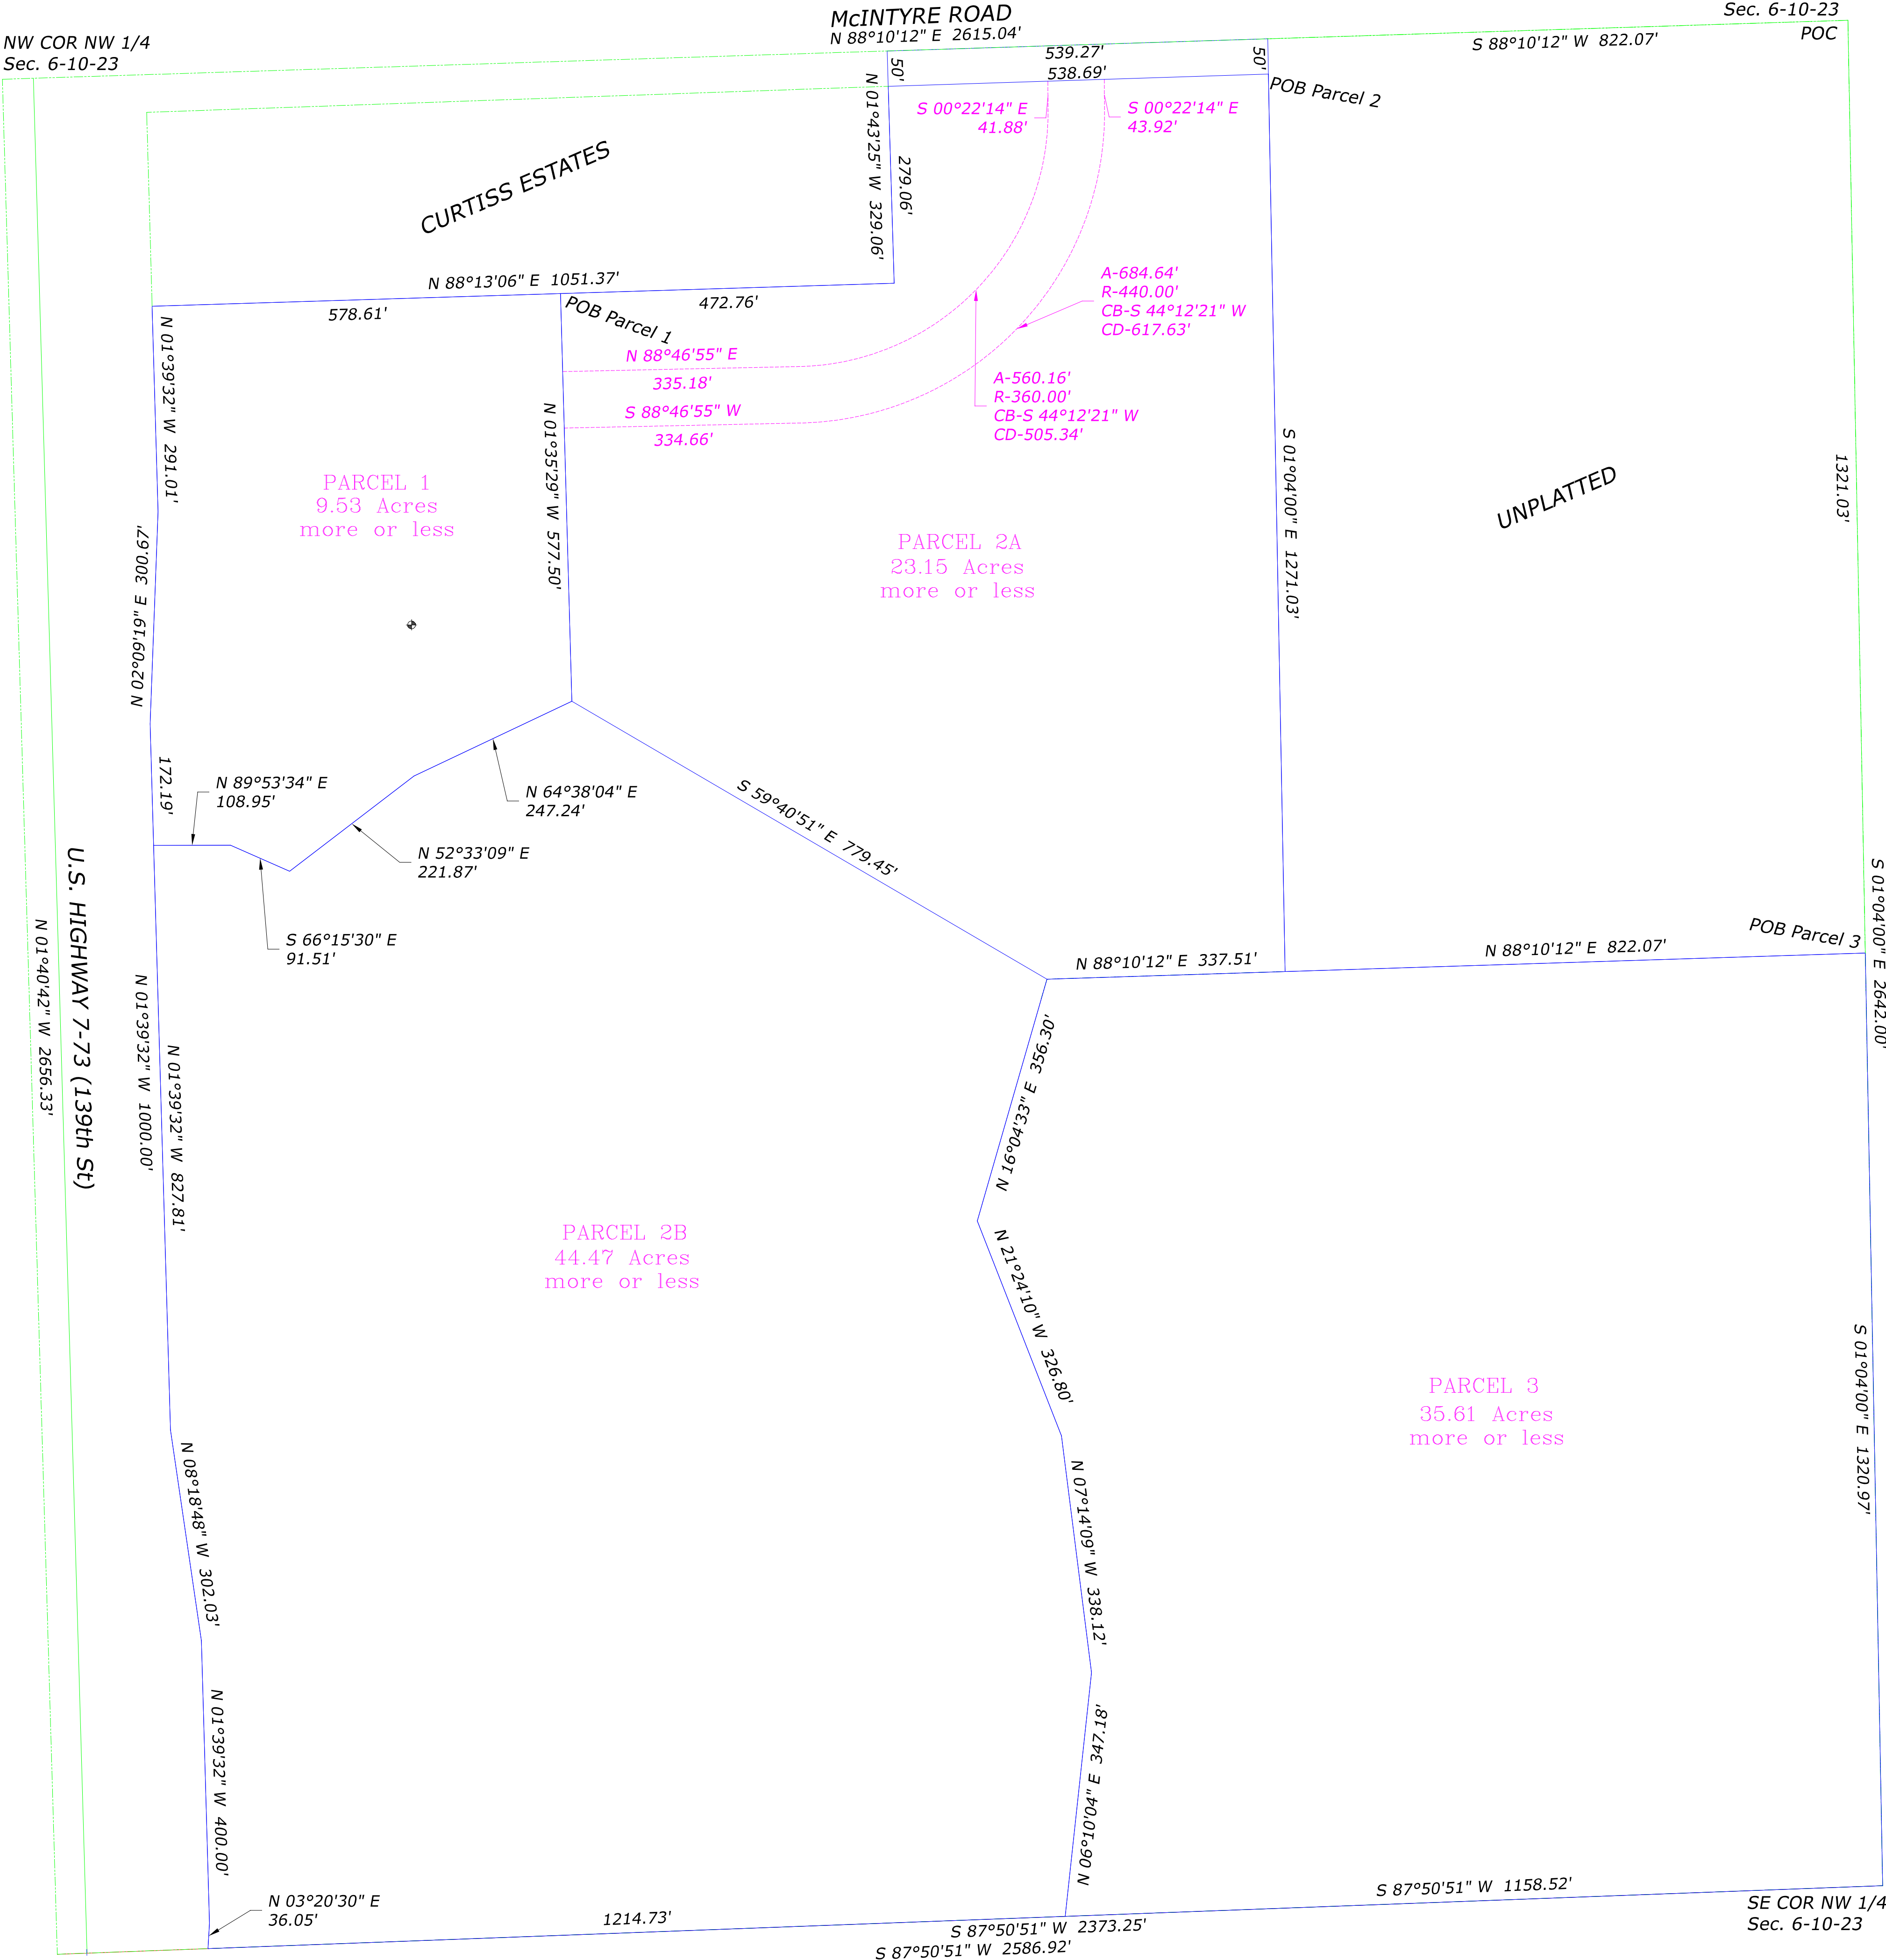 McINTYRE ROAD
N 88°10'12" E 2615.04'
Sec. 6-10-23
POC
NW COR NW 1/4
Sec. 6-10-23
S 88°10'12" W 822.07'
539.27'
538.69'
50'
50'
POB Parcel 2
N 01°43'25" W 329.06'
279.06'
S 00°22'14" E
41.88'
S 00°22'14" E
43.92'
CURTISS ESTATES
N 88°13'06" E 1051.37'
578.61'
472.76'
POB Parcel 1
A-684.64'
R-440.00'
CB-S 44°12'21" W
CD-617.63'
N 88°46'55" E
335.18'
S 88°46'55" W
334.66'
A-560.16'
R-360.00'
CB-S 44°12'21" W
CD-505.34'
N 01°39'32" W 291.01'
N 01°35'29" W 577.50'
S 01°04'00" E 1271.03'
UNPLATTED
1321.03'
PARCEL 1
9.53 Acres
more or less
PARCEL 2A
23.15 Acres
more or less
N 02°09'19" E 300.67'
172.19'
N 89°53'34" E
108.95'
N 64°38'04" E
247.24'
N 52°33'09" E
221.87'
S 66°15'30" E
91.51'
S 59°40'51" E 779.45'
N 88°10'12" E 337.51'
N 88°10'12" E 822.07'
POB Parcel 3
S 01°04'00" E 2642.00'
U.S. HIGHWAY 7-73 (139th St)
N 01°40'42" W 2656.33'
N 01°39'32" W 1000.00'
N 01°39'32" W 827.81'
N 16°04'33" E 356.30'
N 21°24'10" W 326.80'
PARCEL 2B
44.47 Acres
more or less
PARCEL 3
35.61 Acres
more or less
S 01°04'00" E 1320.97'
N 08°18'48" W 302.03'
N 07°14'09" W 338.12'
N 01°39'32" W 400.00'
N 06°10'04" E 347.18'
N 03°20'30" E
36.05'
1214.73'
S 87°50'51" W 1158.52'
S 87°50'51" W 2373.25'
S 87°50'51" W 2586.92'
SE COR NW 1/4
Sec. 6-10-23